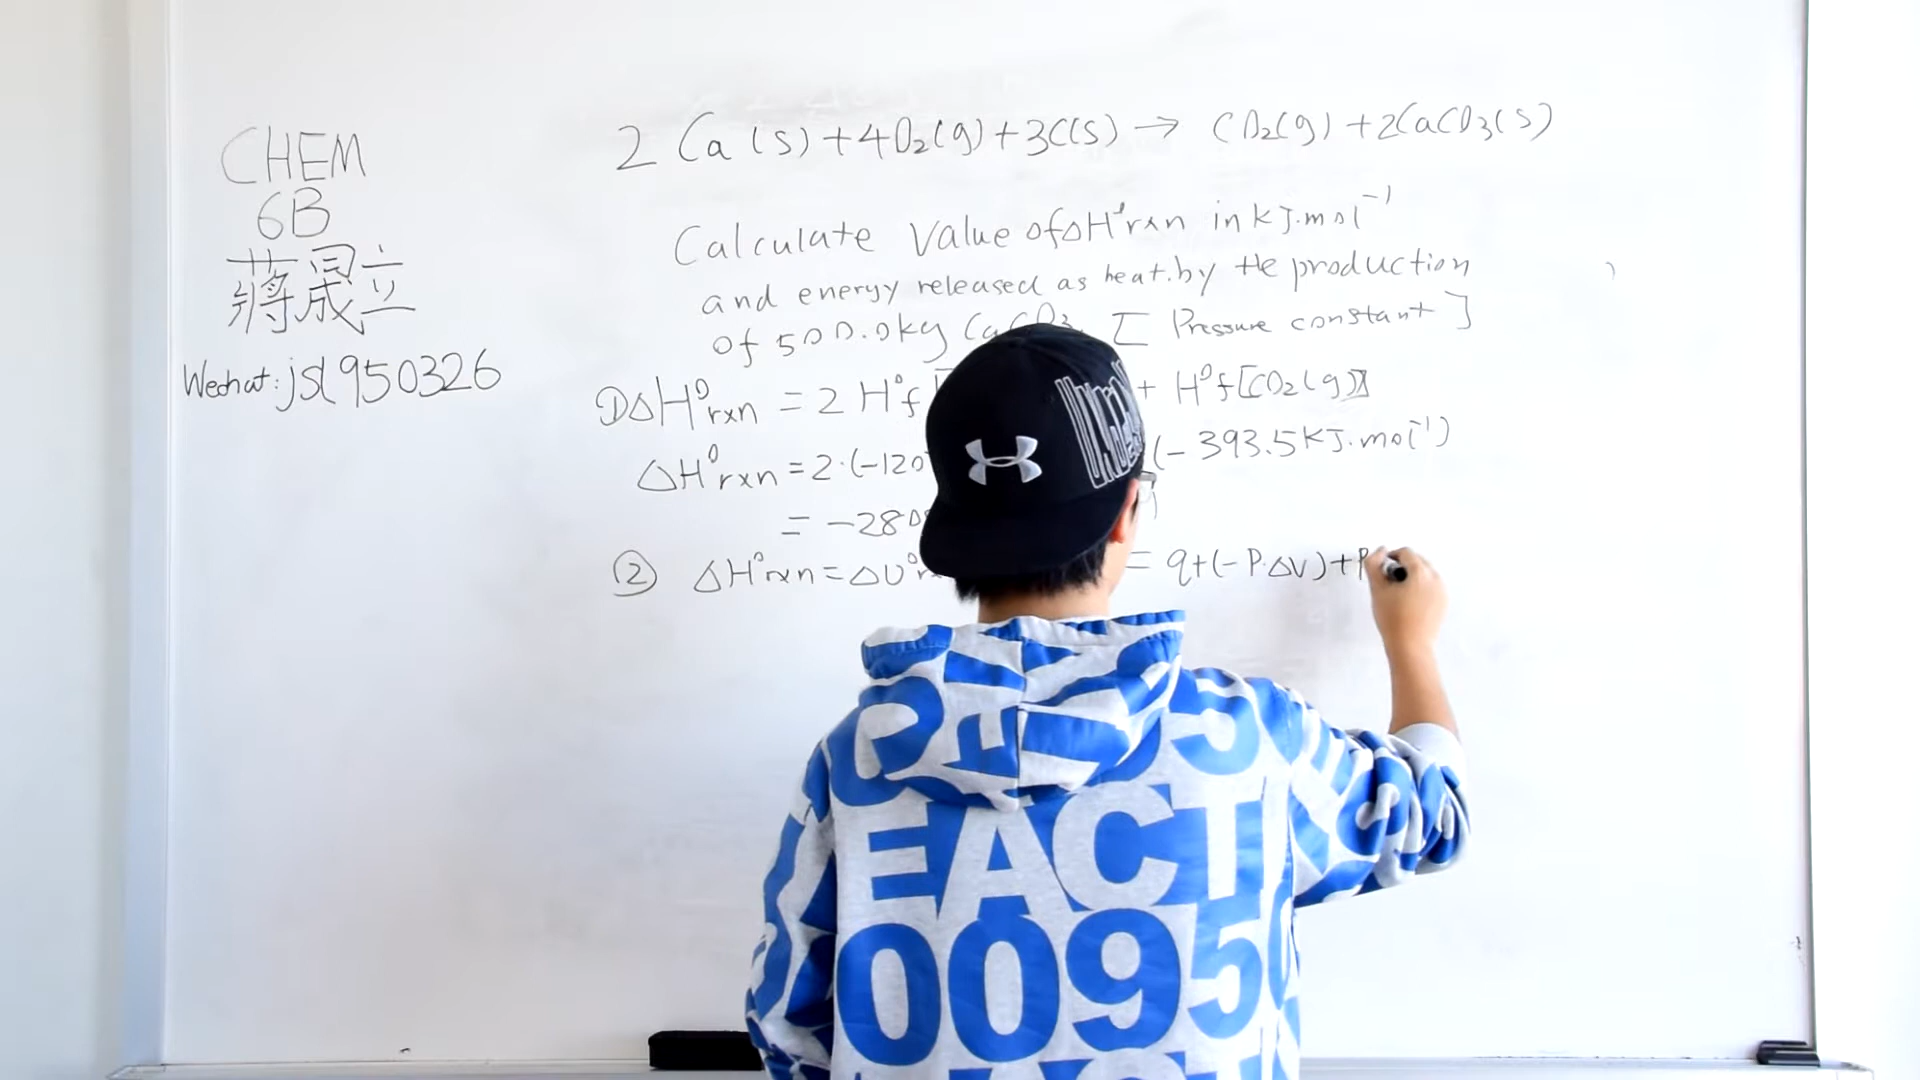 CHEM
6B
蔣晟立
Wechat: jsl950326
2 Ca (s) + 4O₂(g) + 3C(s) → CO₂(g) + 2CaCO₃(s)
Calculate value of ΔH°rxn in kJ·mol⁻¹
and energy released as heat. by the production
of 500.0kg CaCO₃ [Pressure constant]
① ΔH°rxn = 2 H°f [ + H°f[CO₂(g)]
ΔH°rxn = 2·(-120 (-393.5KJ·mol⁻¹)
= -280
② ΔH°rxn = ΔU°r = q+(-P·ΔV)+P
EACT
0095